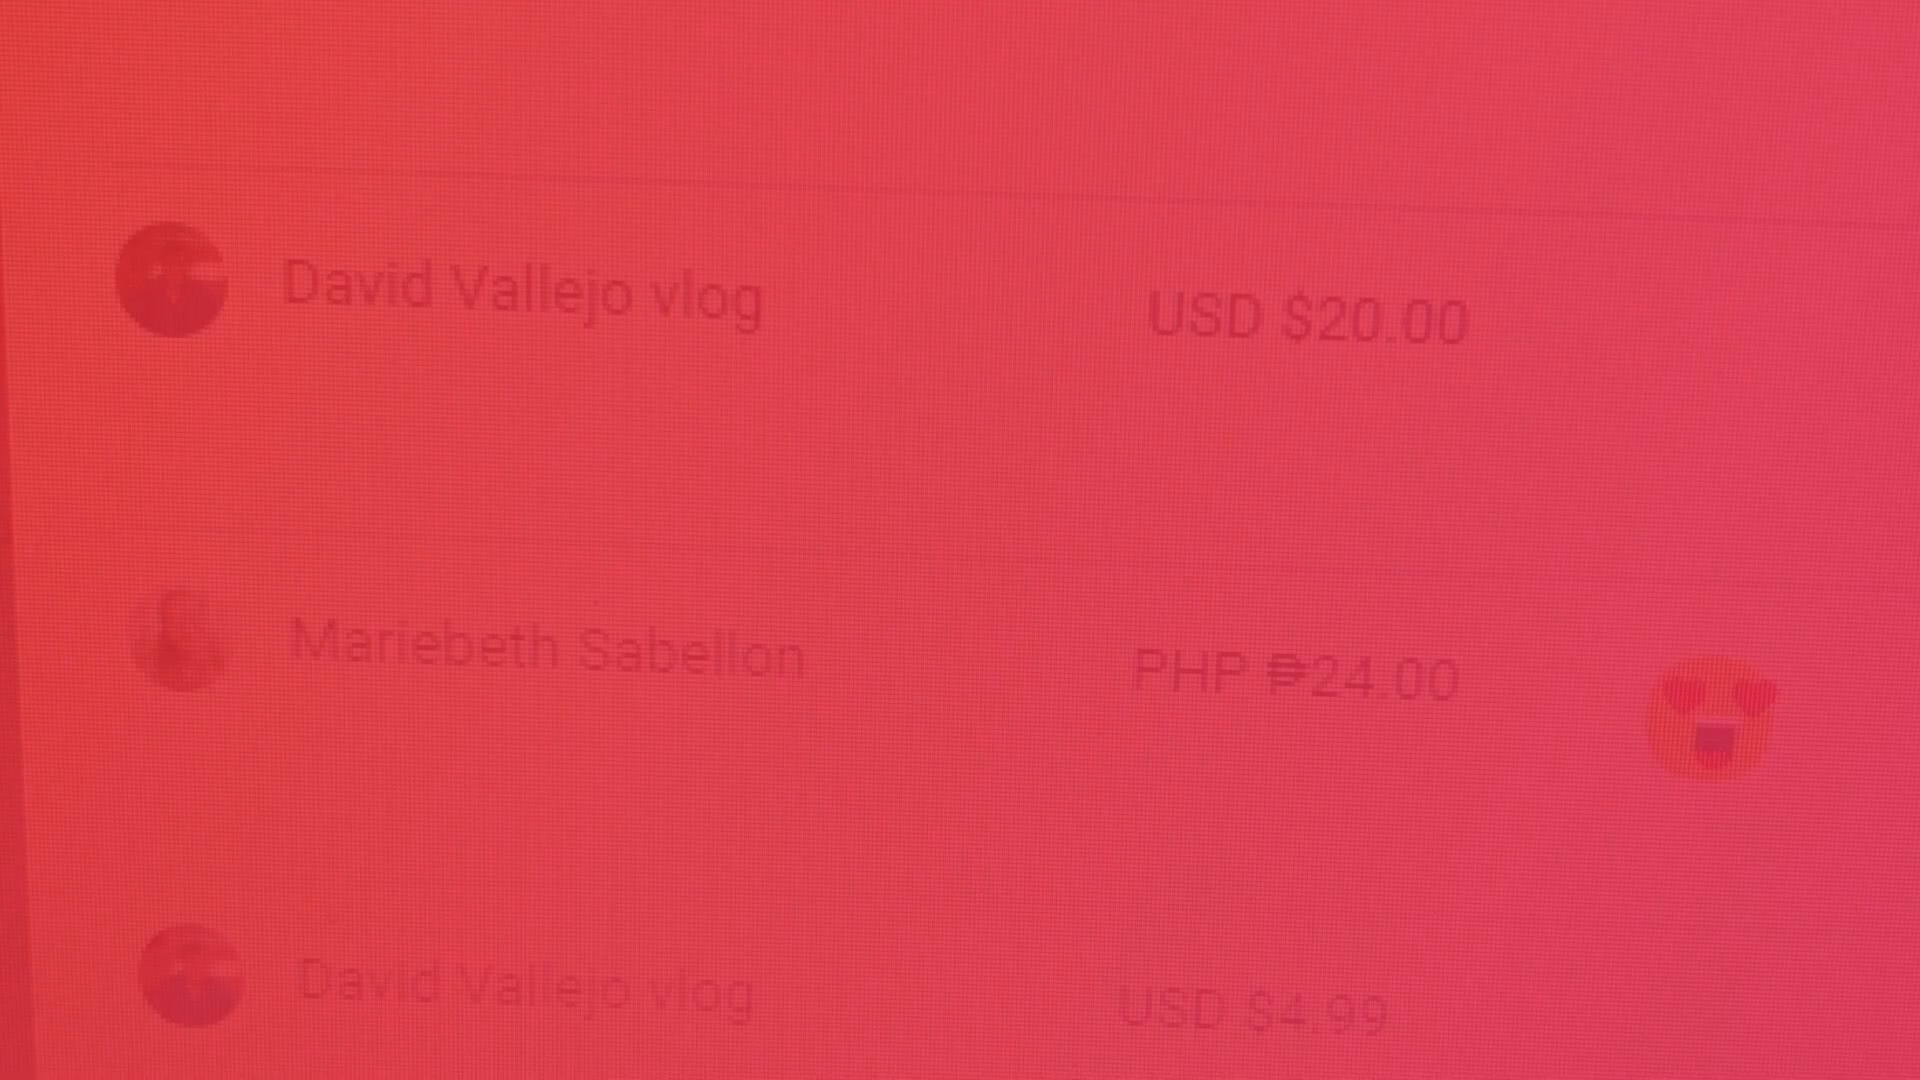 David Vallejo vlog USD $20.00
Mariebeth Sabellon PHP ₱24.00
David Vallejo vlog USD $4.99